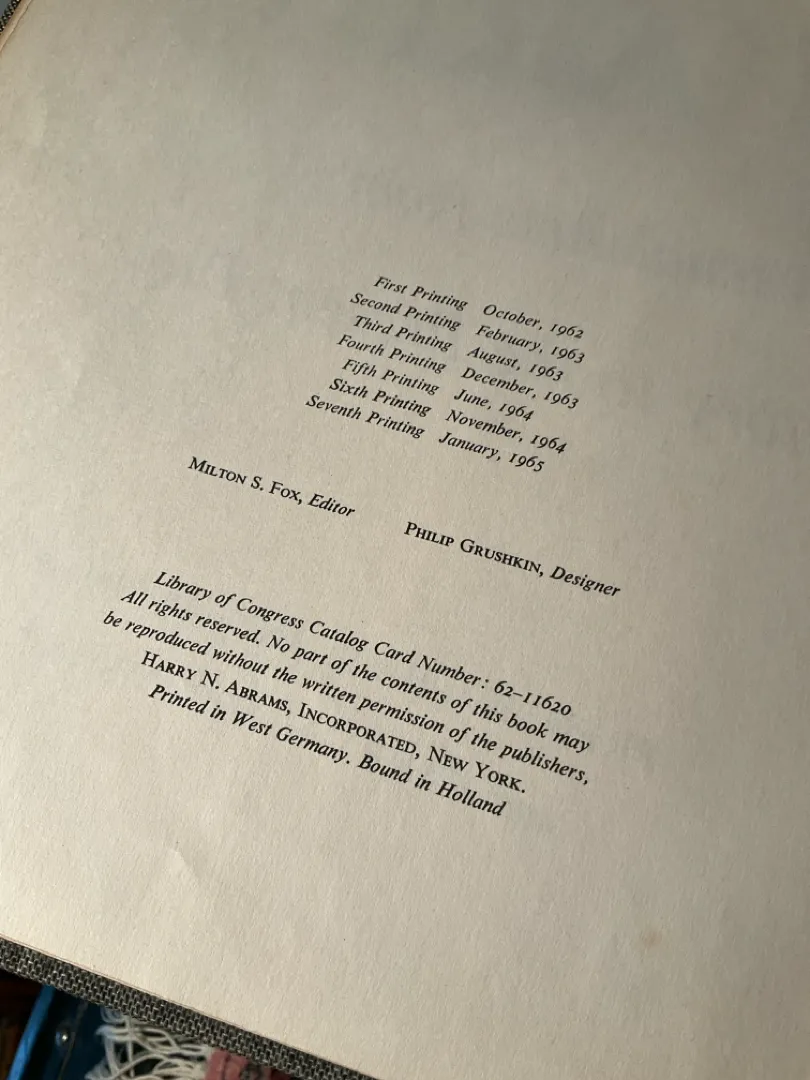 First Printing October, 1962
Second Printing February, 1963
Third Printing August, 1963
Fourth Printing December, 1963
Fifth Printing June, 1964
Sixth Printing November, 1964
Seventh Printing January, 1965
MILTON S. FOX, Editor
PHILIP GRUSHKIN, Designer
Library of Congress Catalog Card Number: 62–11620
All rights reserved. No part of the contents of this book may
be reproduced without the written permission of the publishers,
HARRY N. ABRAMS, INCORPORATED, NEW YORK.
Printed in West Germany. Bound in Holland